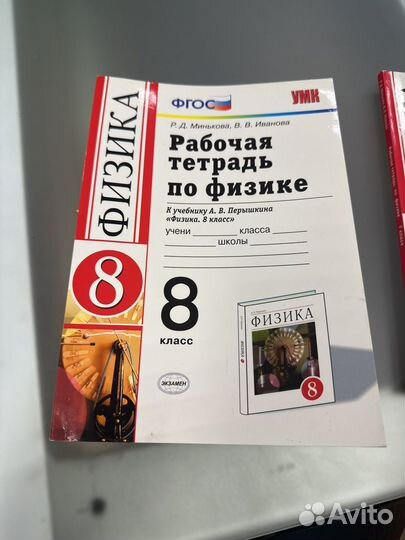 ФГОС
УМК
Р. Д. Минькова, В. В. Иванова
Рабочая
тетрадь
по физике
К учебнику А. В. Перышкина
«Физика. 8 класс»
учени класса
школы
ФИЗИКА
8
8
класс
ЭКЗАМЕН
ФИЗИКА
8
Avito